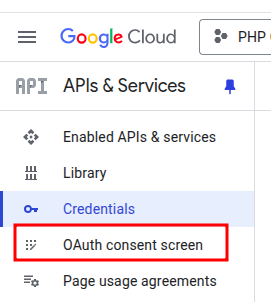 Google Cloud
PHP
API APIs & Services
Enabled APIs & services
Library
Credentials
OAuth consent screen
Page usage agreements